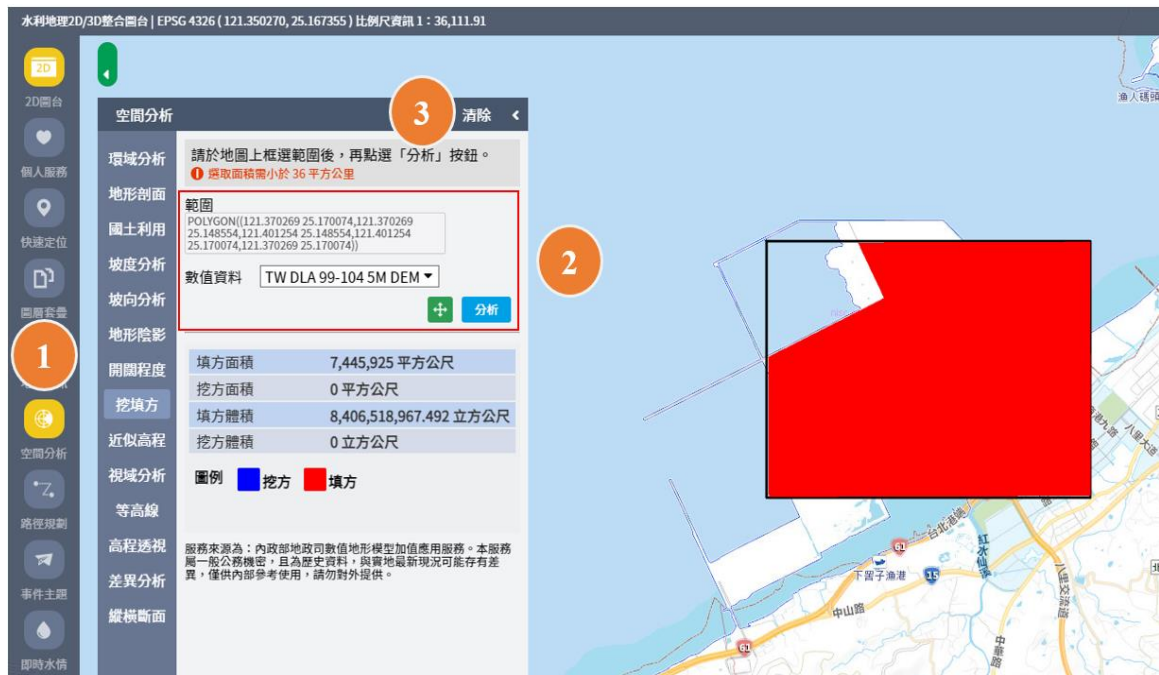 水利地理2D/3D整合圖台 | EPSG 4326 ( 121.350270, 25.167355 ) 比例尺資訊 1：36,111.91
2D
2D圖台
個人服務
快速定位
圖層套疊
1
空間分析
路徑規劃
事件主題
即時水情
空間分析
3
清除
環域分析
地形剖面
國土利用
坡度分析
坡向分析
地形陰影
開闊程度
挖填方
近似高程
視域分析
等高線
高程透視
差異分析
縱橫斷面
請於地圖上框選範圍後，再點選「分析」按鈕。
選取面積需小於 36 平方公里
範圍
POLYGON((121.370269 25.170074,121.370269
25.148554,121.401254 25.148554,121.401254
25.170074,121.370269 25.170074))
數值資料 TW DLA 99-104 5M DEM
分析
2
填方面積 7,445,925 平方公尺
挖方面積 0 平方公尺
填方體積 8,406,518,967.492 立方公尺
挖方體積 0 立方公尺
圖例 挖方 填方
服務來源為：內政部地政司數值地形模型加值應用服務。本服務
屬一般公務機密，且為歷史資料，與實地最新現況可能存有差
異，僅供內部參考使用，請勿對外提供。
漁人碼頭
八里大道
台北港
61
紅水仙溪
下罟子漁港
15
八里交流道
中山路
中華路
61